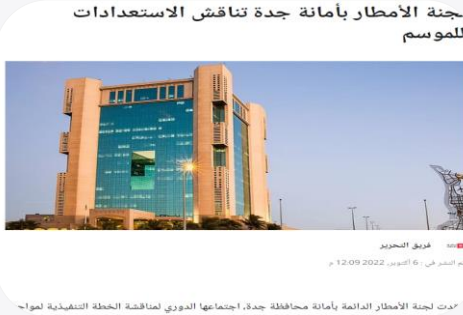 لجنة الأمطار بأمانة جدة تناقش الاستعدادات
للموسم
فريق التحرير
تم النشر في : 6 أكتوبر، 2022 12:09 م
عقدت لجنة الأمطار الدائمة بأمانة محافظة جدة، اجتماعها الدوري لمناقشة الخطة التنفيذية